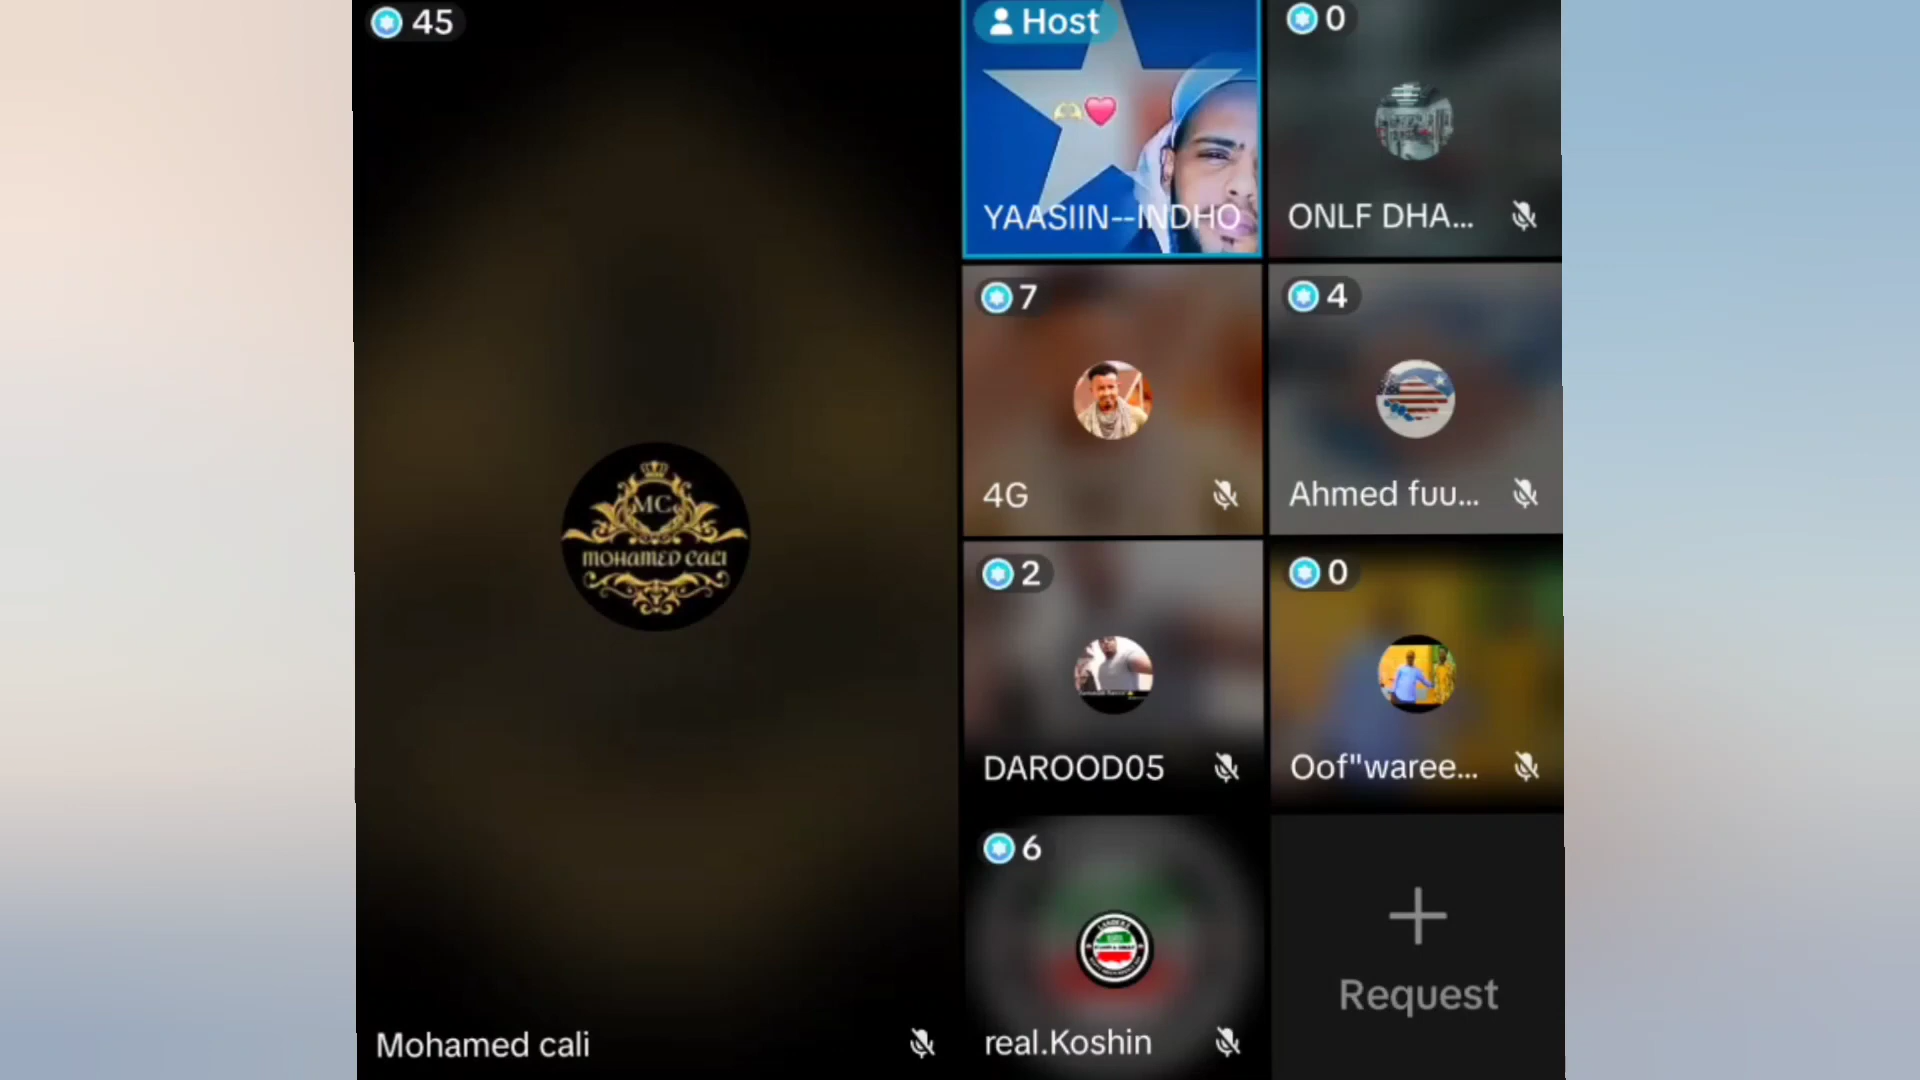 45
Host
0
YAASIIN--INDHO
ONLF DHA...
7
4
4G
Ahmed fuu...
MC
MOHAMED CALI
2
0
DAROOD05
Oof"waree...
6
Request
Mohamed cali
real.Koshin